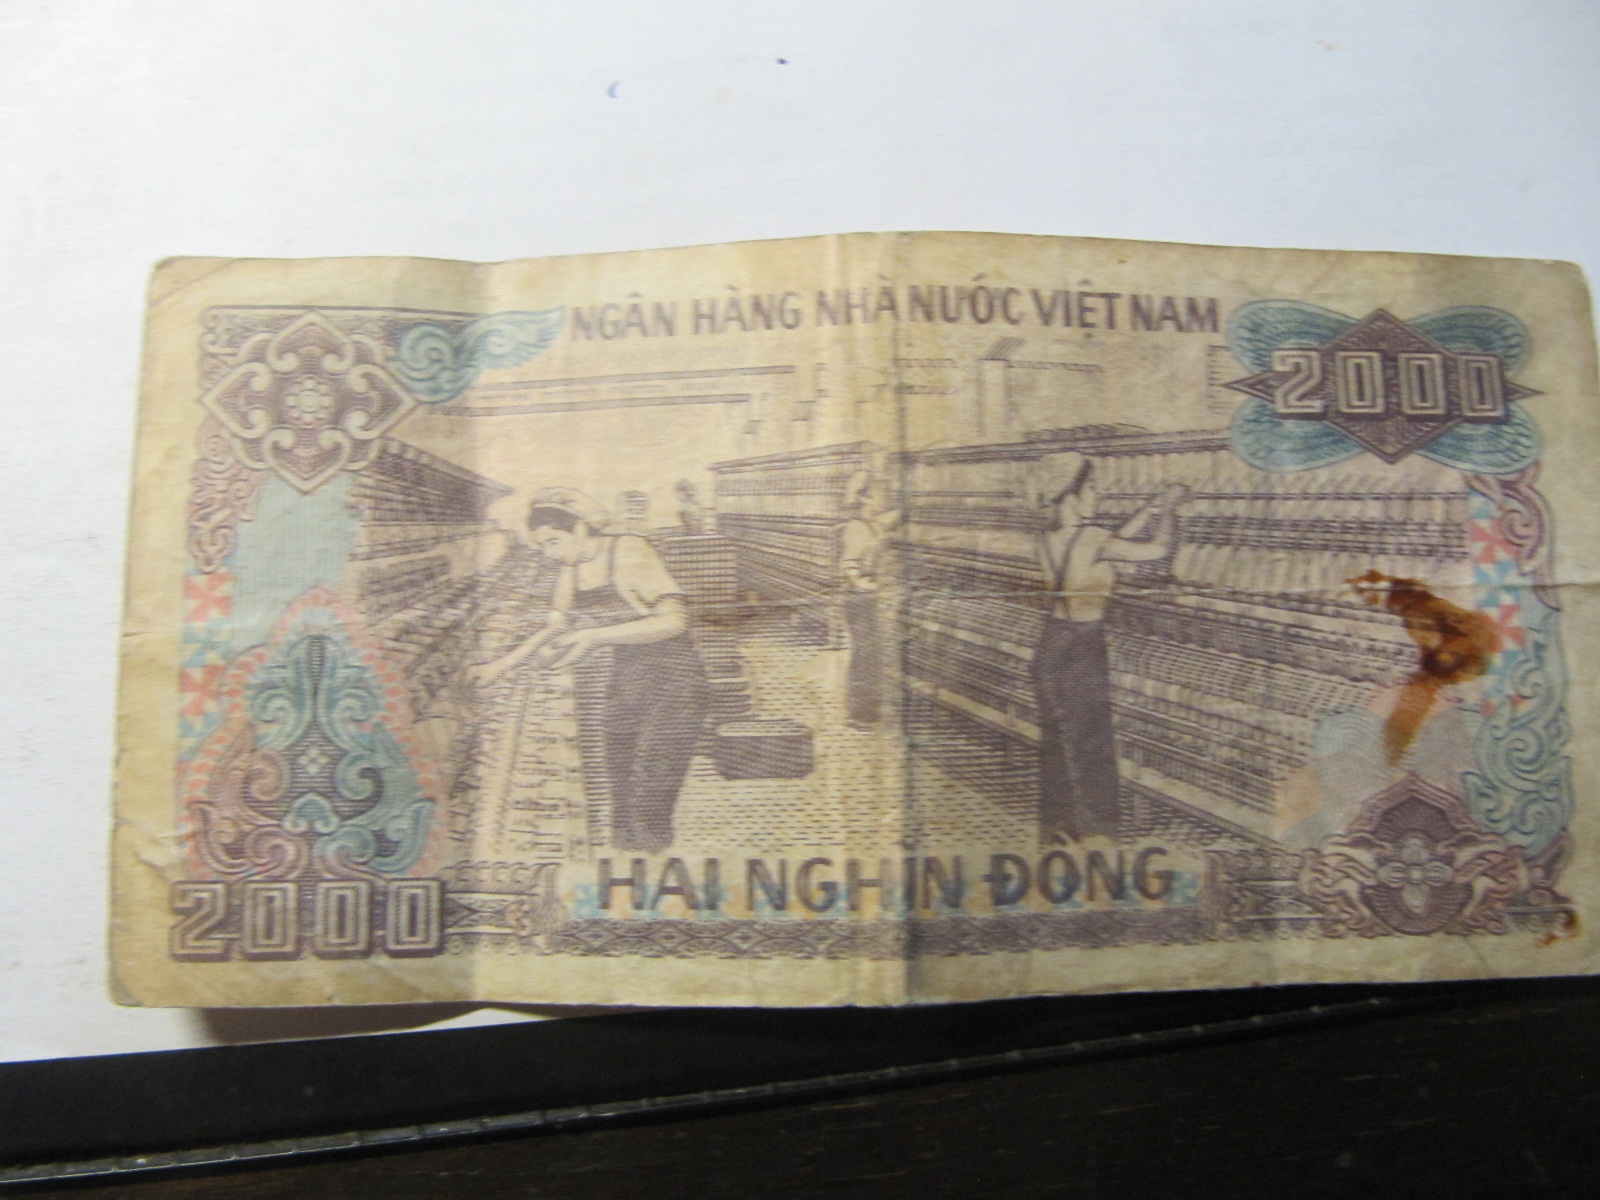 NGÂN HÀNG NHÀ NƯỚC VIỆT NAM
2000
HAI NGHÌN ĐỒNG
2000